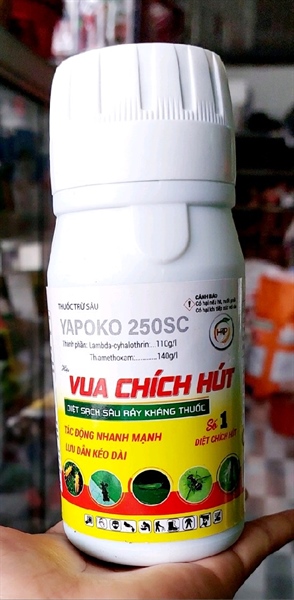 THUỐC TRỪ SÂU
CẢNH BÁO
YAPOKO 250SC
Thành phần: Lambda-cyhalothrin... 110g/l
Thiamethoxam............140g/l
HP
VUA CHÍCH HÚT
DIỆT SẠCH SÂU RẦY KHÁNG THUỐC
TÁC ĐỘNG NHANH MẠNH
LƯU DẪN KÉO DÀI
Số 1
DIỆT CHÍCH HÚT